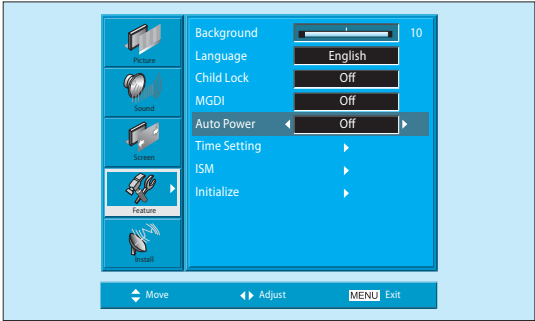 Picture
Sound
Screen
Feature
Install
Background 10
Language English
Child Lock Off
MGDI Off
Auto Power Off
Time Setting
ISM
Initialize
Move Adjust MENU Exit